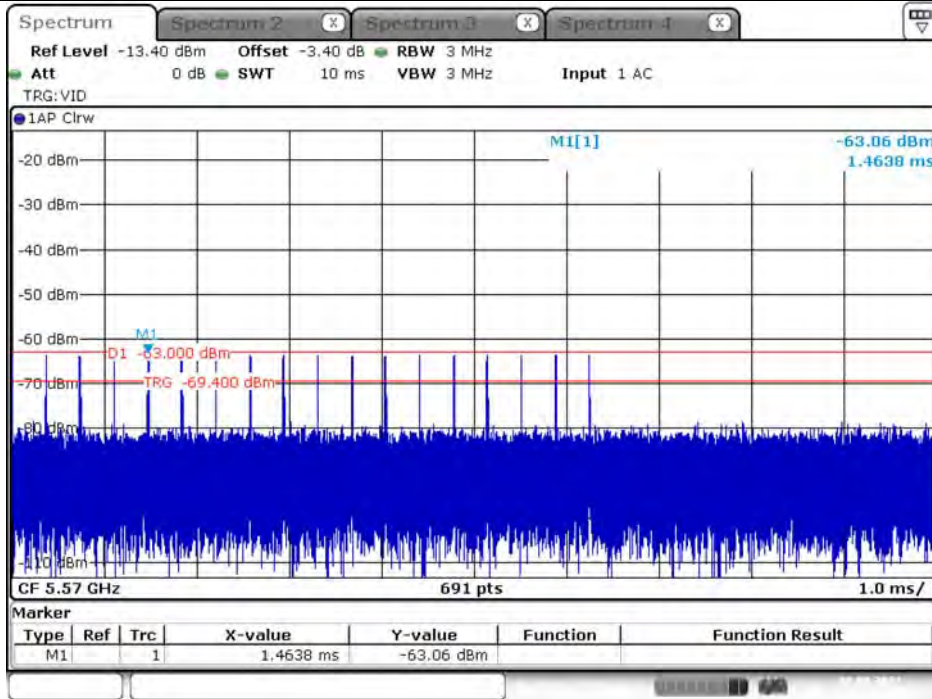 Spectrum Spectrum 2 X Spectrum 3 X Spectrum 4 X
Ref Level -13.40 dBm Offset -3.40 dB RBW 3 MHz
Att 0 dB SWT 10 ms VBW 3 MHz Input 1 AC
TRG:VID
1AP Clrw
M1[1] -63.06 dBm
1.4638 ms
-20 dBm
-30 dBm
-40 dBm
-50 dBm
-60 dBm
M1
D1 -63.000 dBm
-70 dBm
TRG -69.400 dBm
-80 dBm
-110 dBm
CF 5.57 GHz 691 pts 1.0 ms/
Marker
Type Ref Trc X-value Y-value Function Function Result
M1 1 1.4638 ms -63.06 dBm